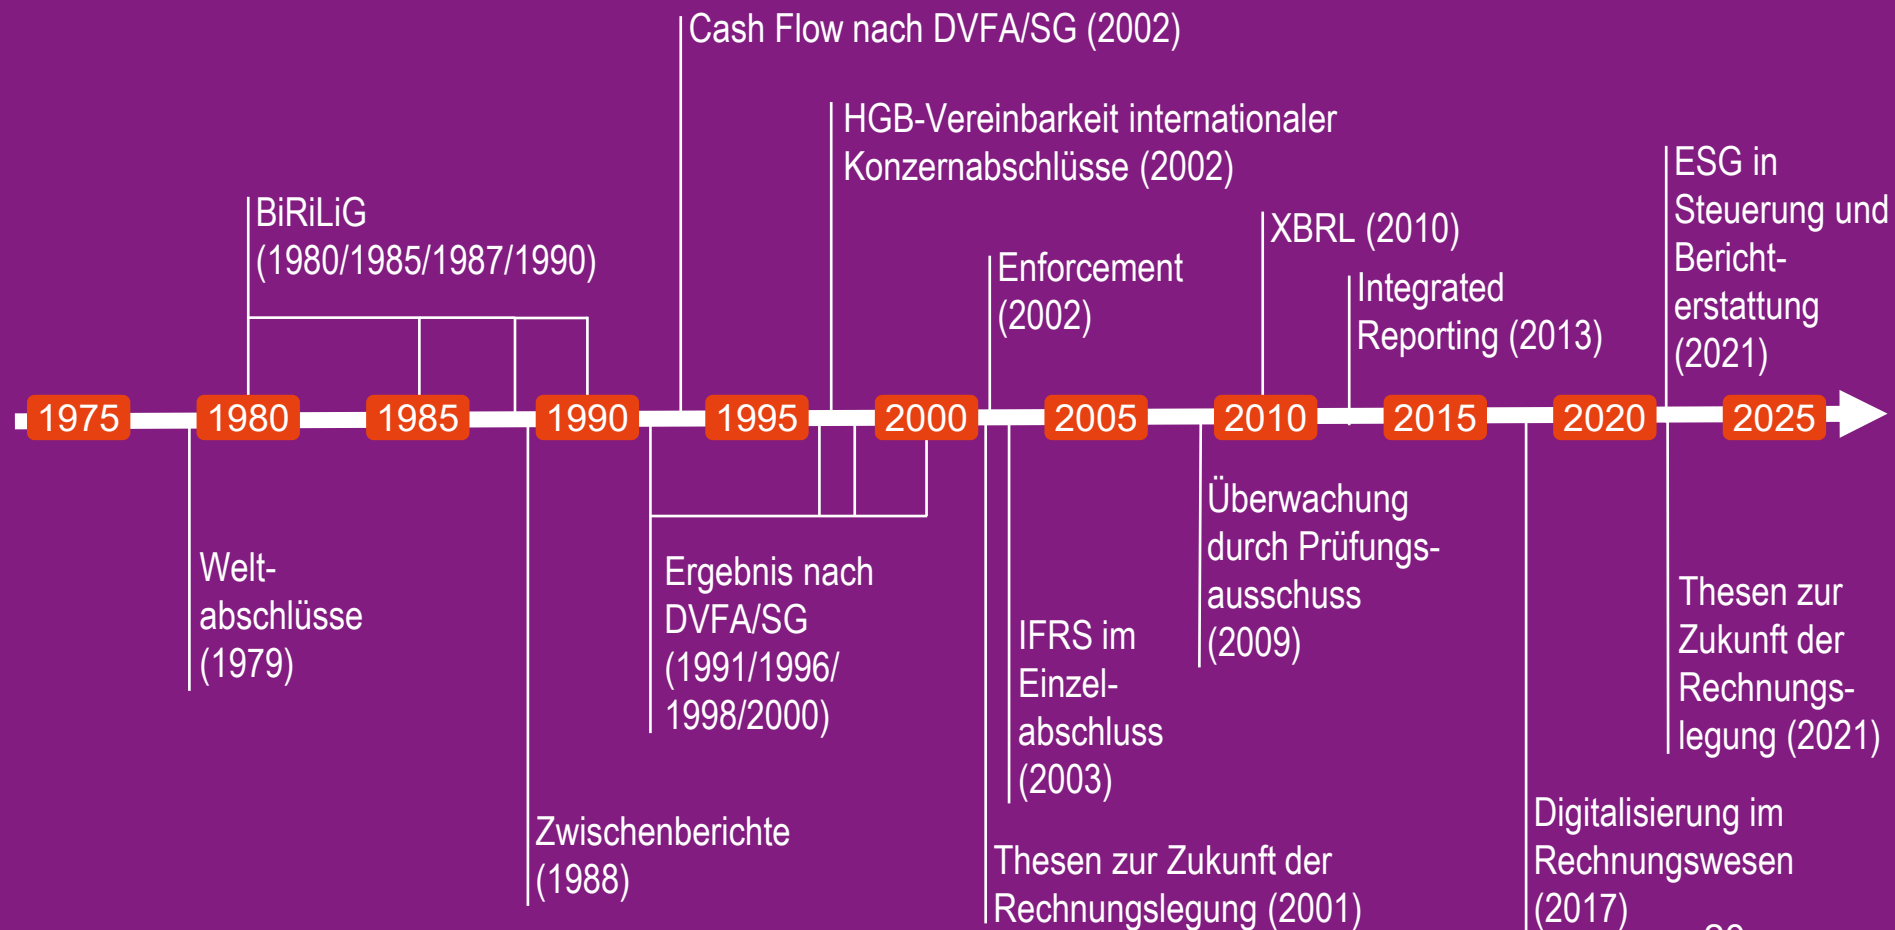 Cash Flow nach DVFA/SG (2002)
HGB-Vereinbarkeit internationaler
Konzernabschlüsse (2002)
ESG in
Steuerung und
Bericht-
erstattung
(2021)
BiRiLiG
(1980/1985/1987/1990)
XBRL (2010)
Enforcement
(2002)
Integrated
Reporting (2013)
1975
1980
1985
1990
1995
2000
2005
2010
2015
2020
2025
Welt-
abschlüsse
(1979)
Ergebnis nach
DVFA/SG
(1991/1996/
1998/2000)
Überwachung
durch Prüfungs-
ausschuss
(2009)
IFRS im
Einzel-
abschluss
(2003)
Thesen zur
Zukunft der
Rechnungs-
legung (2021)
Zwischenberichte
(1988)
Thesen zur Zukunft der
Rechnungslegung (2001)
Digitalisierung im
Rechnungswesen
(2017)